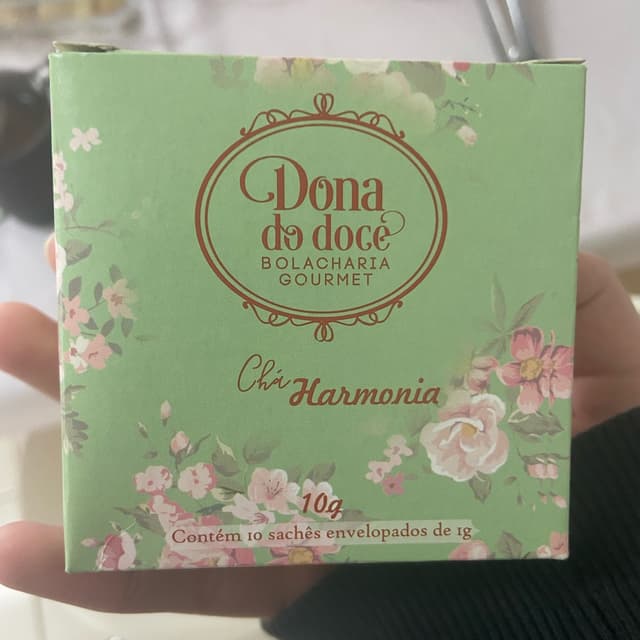 Dona
do doce
BOLACHARIA
GOURMET
Chá Harmonia
10g
Contém 10 sachês envelopados de 1g